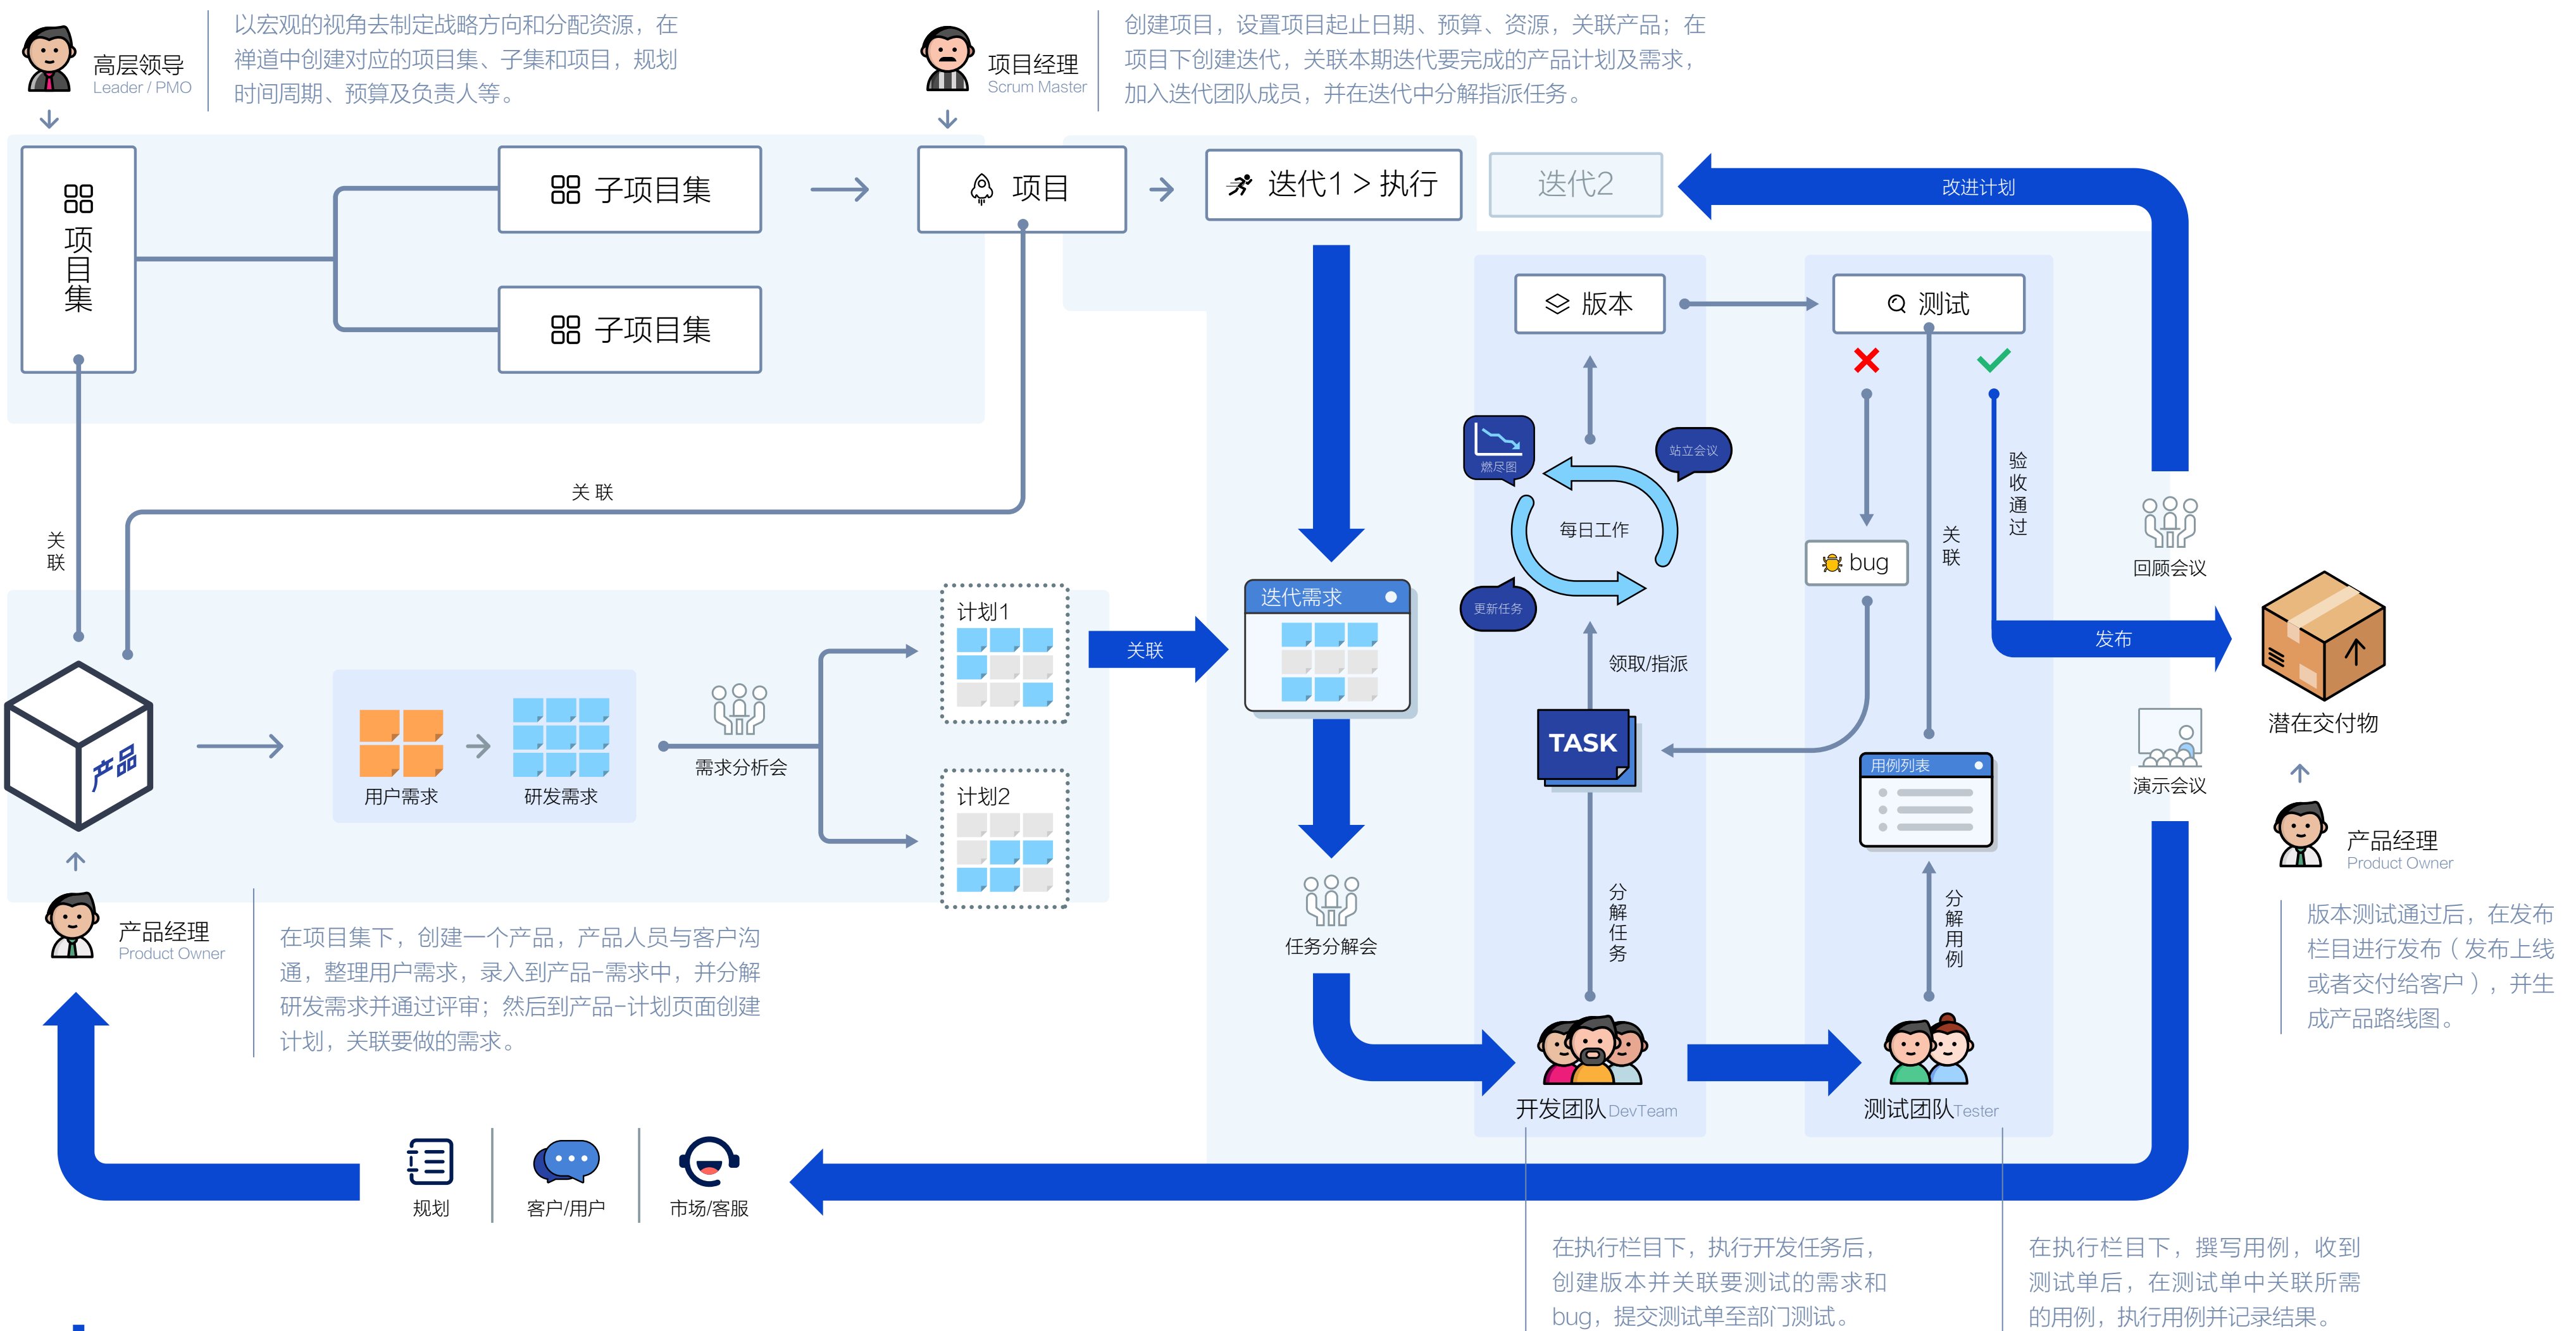 高层领导
Leader / PMO
以宏观的视角去制定战略方向和分配资源，在
禅道中创建对应的项目集、子集和项目，规划
时间周期、预算及负责人等。
项目经理
Scrum Master
创建项目，设置项目起止日期、预算、资源，关联产品；在
项目下创建迭代，关联本期迭代要完成的产品计划及需求，
加入迭代团队成员，并在迭代中分解指派任务。
项目集
子项目集
子项目集
项目
迭代1 > 执行
迭代2
改进计划
版本
测试
燃尽图
站立会议
每日工作
更新任务
验收通过
关联
bug
关联
关 联
回顾会议
发布
潜在交付物
产品
用户需求
研发需求
需求分析会
计划1
计划2
关联
迭代需求
领取/指派
TASK
用例列表
演示会议
产品经理
Product Owner
版本测试通过后，在发布
栏目进行发布（发布上线
或者交付给客户），并生
成产品路线图。
产品经理
Product Owner
在项目集下，创建一个产品，产品人员与客户沟
通，整理用户需求，录入到产品-需求中，并分解
研发需求并通过评审；然后到产品-计划页面创建
计划，关联要做的需求。
任务分解会
分解任务
分解用例
开发团队 DevTeam
测试团队 Tester
规划
客户/用户
市场/客服
在执行栏目下，执行开发任务后，
创建版本并关联要测试的需求和
bug，提交测试单至部门测试。
在执行栏目下，撰写用例，收到
测试单后，在测试单中关联所需
的用例，执行用例并记录结果。